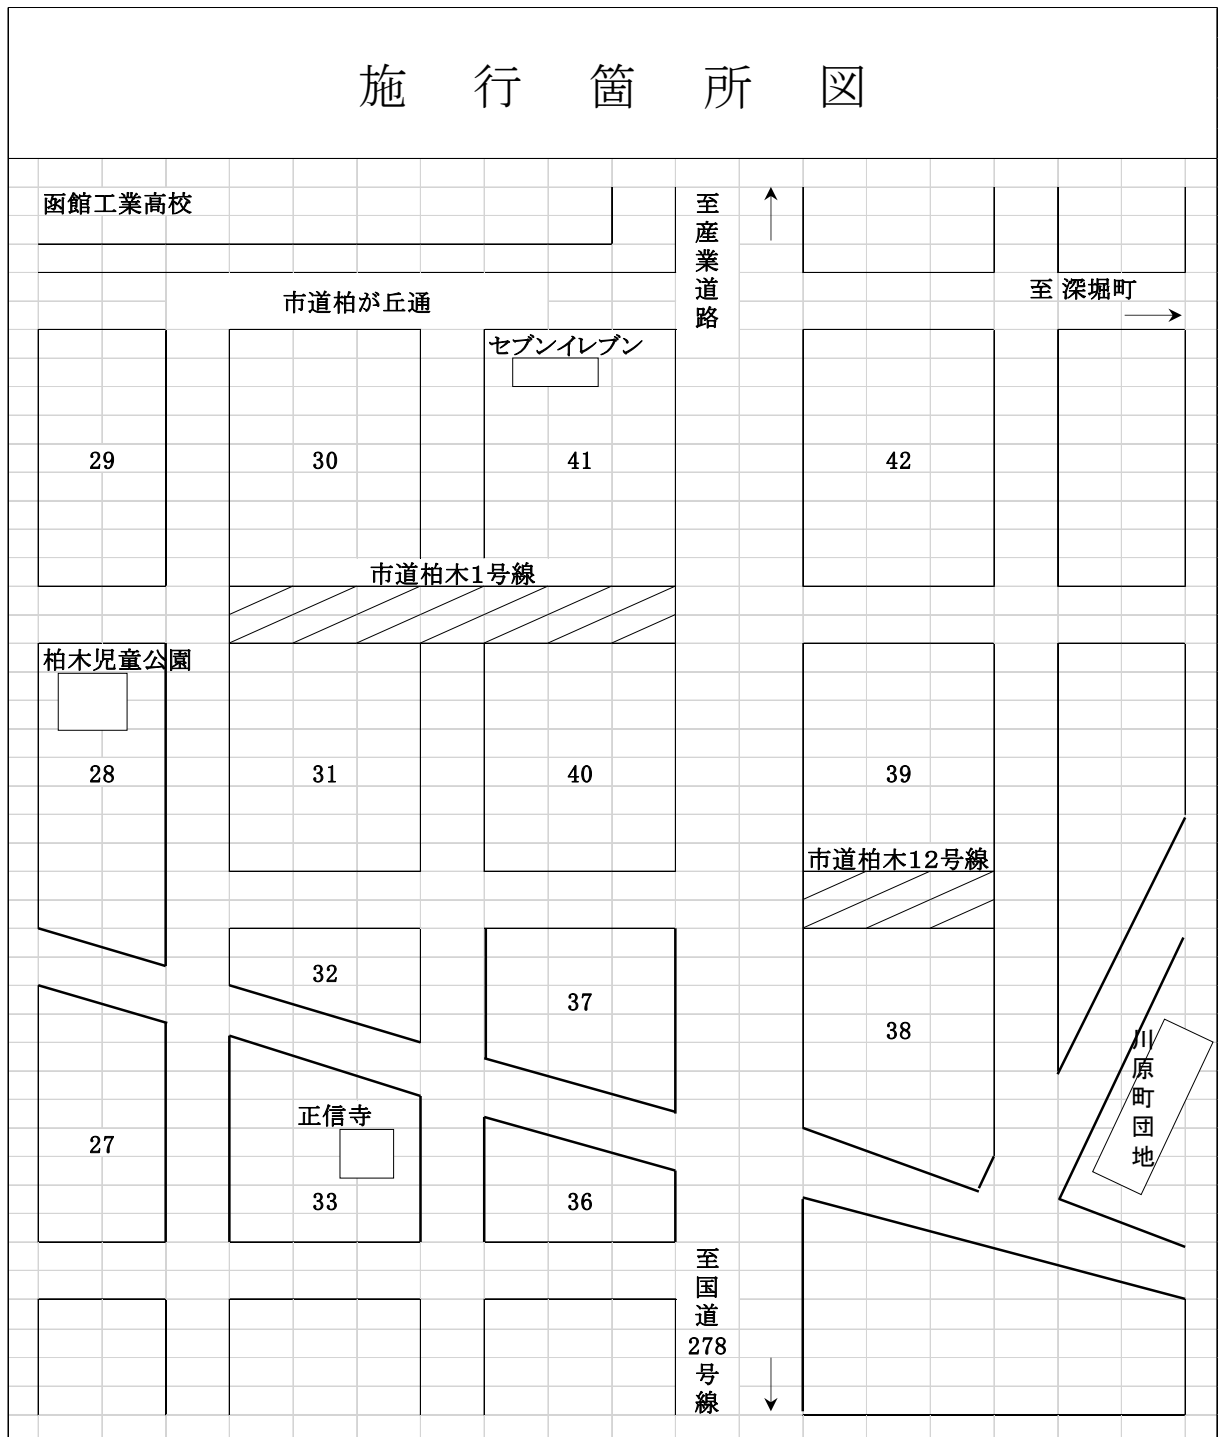 施行箇所図
函館工業高校
至産業道路
至 深堀町
市道柏が丘通
セブンイレブン
29
30
41
42
市道柏木1号線
柏木児童公園
28
31
40
39
市道柏木12号線
32
37
38
川原町団地
正信寺
27
33
36
至国道278号線